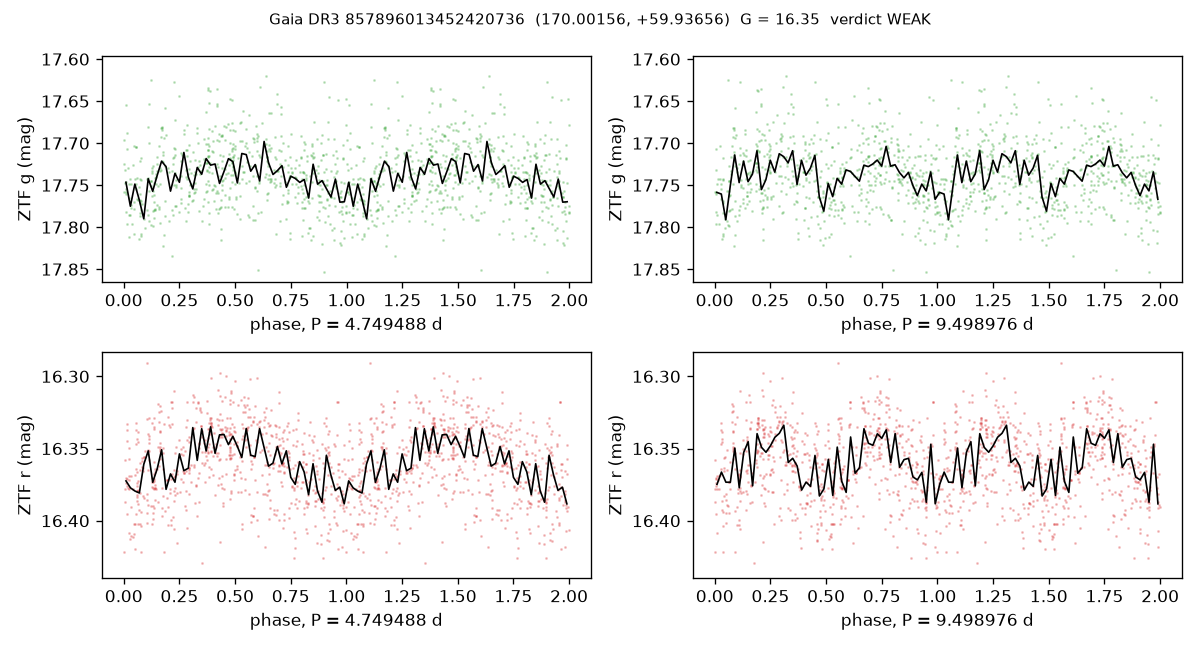 Gaia DR3 857896013452420736  (170.00156, +59.93656)  G = 16.35  verdict WEAK
17.60
17.65
17.70
17.75
17.80
17.85
ZTF g (mag)
0.00 0.25 0.50 0.75 1.00 1.25 1.50 1.75 2.00
phase, P = 4.749488 d
17.60
17.65
17.70
17.75
17.80
17.85
ZTF g (mag)
0.00 0.25 0.50 0.75 1.00 1.25 1.50 1.75 2.00
phase, P = 9.498976 d
16.30
16.35
16.40
ZTF r (mag)
0.00 0.25 0.50 0.75 1.00 1.25 1.50 1.75 2.00
phase, P = 4.749488 d
16.30
16.35
16.40
ZTF r (mag)
0.00 0.25 0.50 0.75 1.00 1.25 1.50 1.75 2.00
phase, P = 9.498976 d